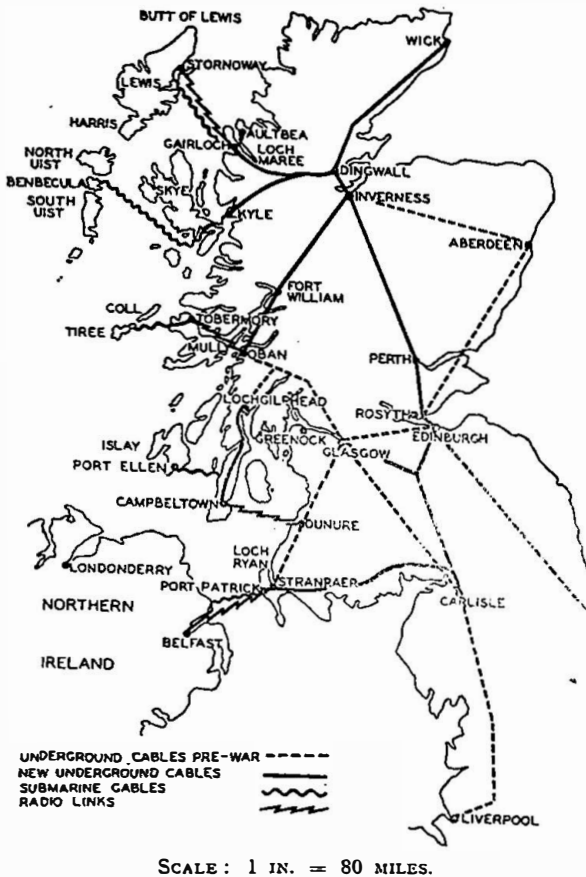 BUTT OF LEWIS
WICK
STORNOWAY
LEWIS
HARRIS
AULTBEA
GAIRLOCH
LOCH
MAREE
NORTH
UIST
DINGWALL
SKYE
INVERNESS
BENBECULA
SOUTH
UIST
KYLE
ABERDEEN
FORT
WILLIAM
COLL
TOBERMORY
TIREE
MULL
OBAN
PERTH
LOCHGILPHEAD
ROSYTH
ISLAY
GREENOCK
EDINBURGH
GLASGOW
PORT ELLEN
CAMPBELTOWN
DUNURE
LOCH
RYAN
LONDONDERRY
PORT PATRICK
STRANRAER
CARLISLE
NORTHERN
IRELAND
BELFAST
UNDERGROUND CABLES PRE-WAR
NEW UNDERGROUND CABLES
SUBMARINE CABLES
RADIO LINKS
LIVERPOOL
SCALE: 1 IN. = 80 MILES.